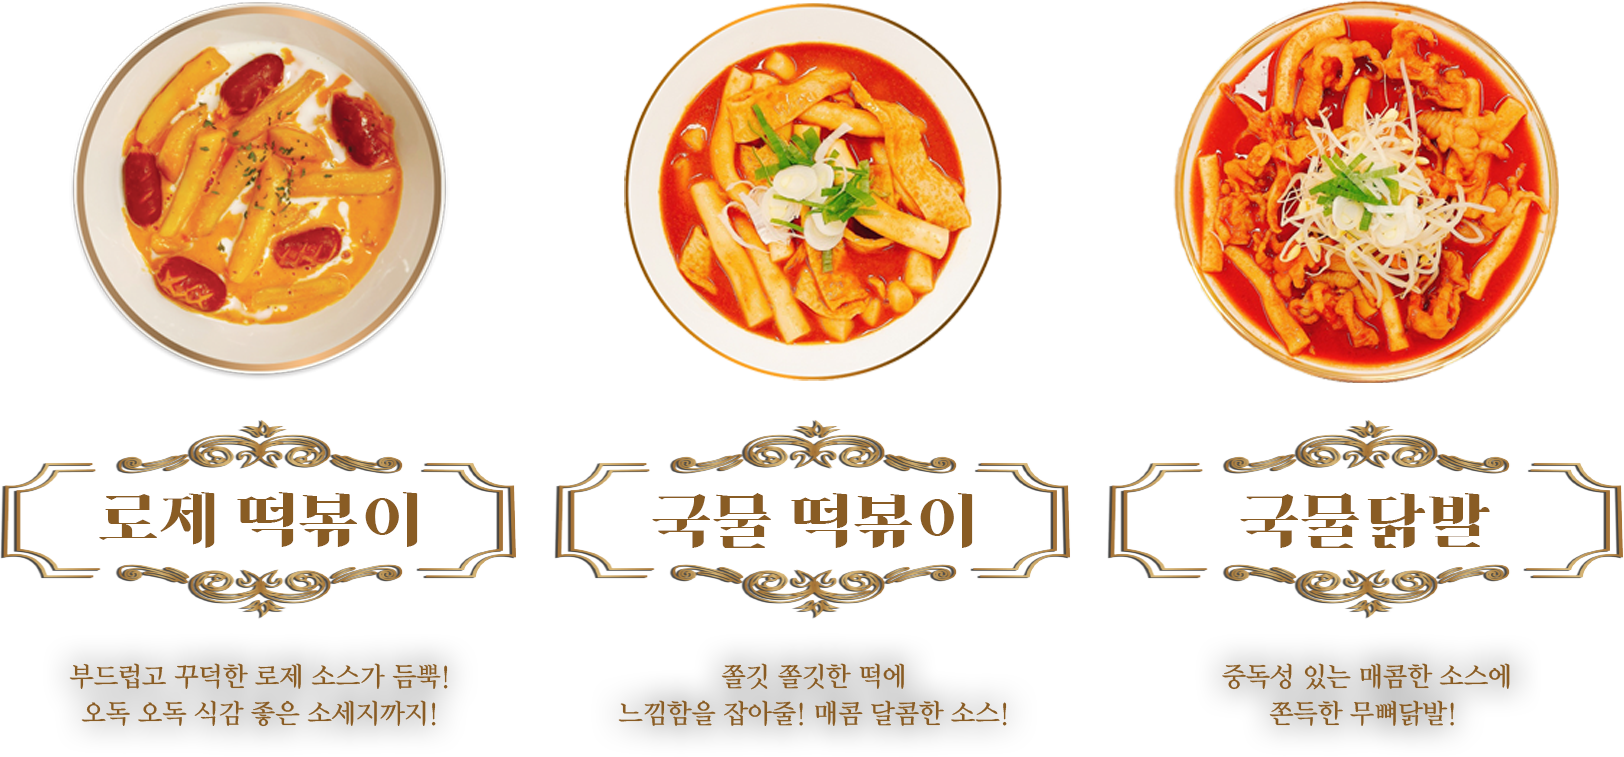 로제 떡볶이
부드럽고 꾸덕한 로제 소스가 듬뿍!
오독 오독 식감 좋은 소세지까지!
국물 떡볶이
쫄깃 쫄깃한 떡에
느낌함을 잡아줄! 매콤 달콤한 소스!
국물닭발
중독성 있는 매콤한 소스에
쫀득한 무뼈닭발!